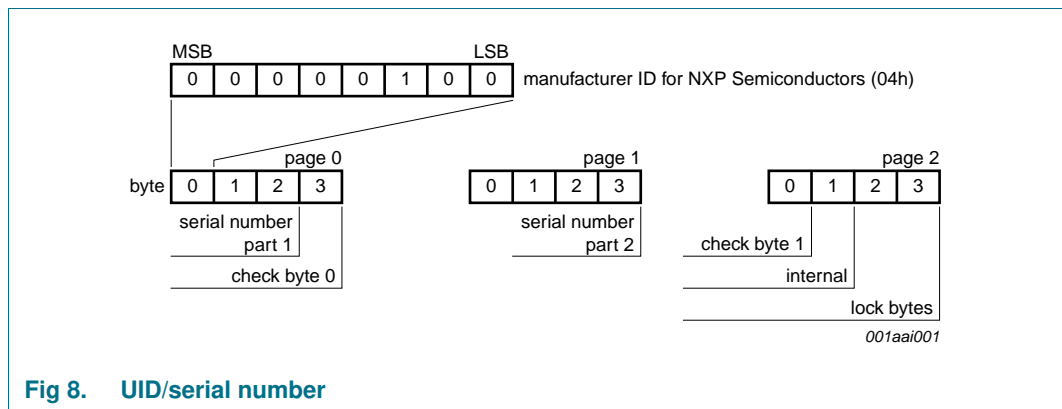 MSB LSB
0 0 0 0 0 1 0 0 manufacturer ID for NXP Semiconductors (04h)
page 0 page 1 page 2
byte 0 1 2 3 0 1 2 3 0 1 2 3
serial number serial number
part 1 part 2 check byte 1
check byte 0 internal
lock bytes
001aai001
Fig 8. UID/serial number